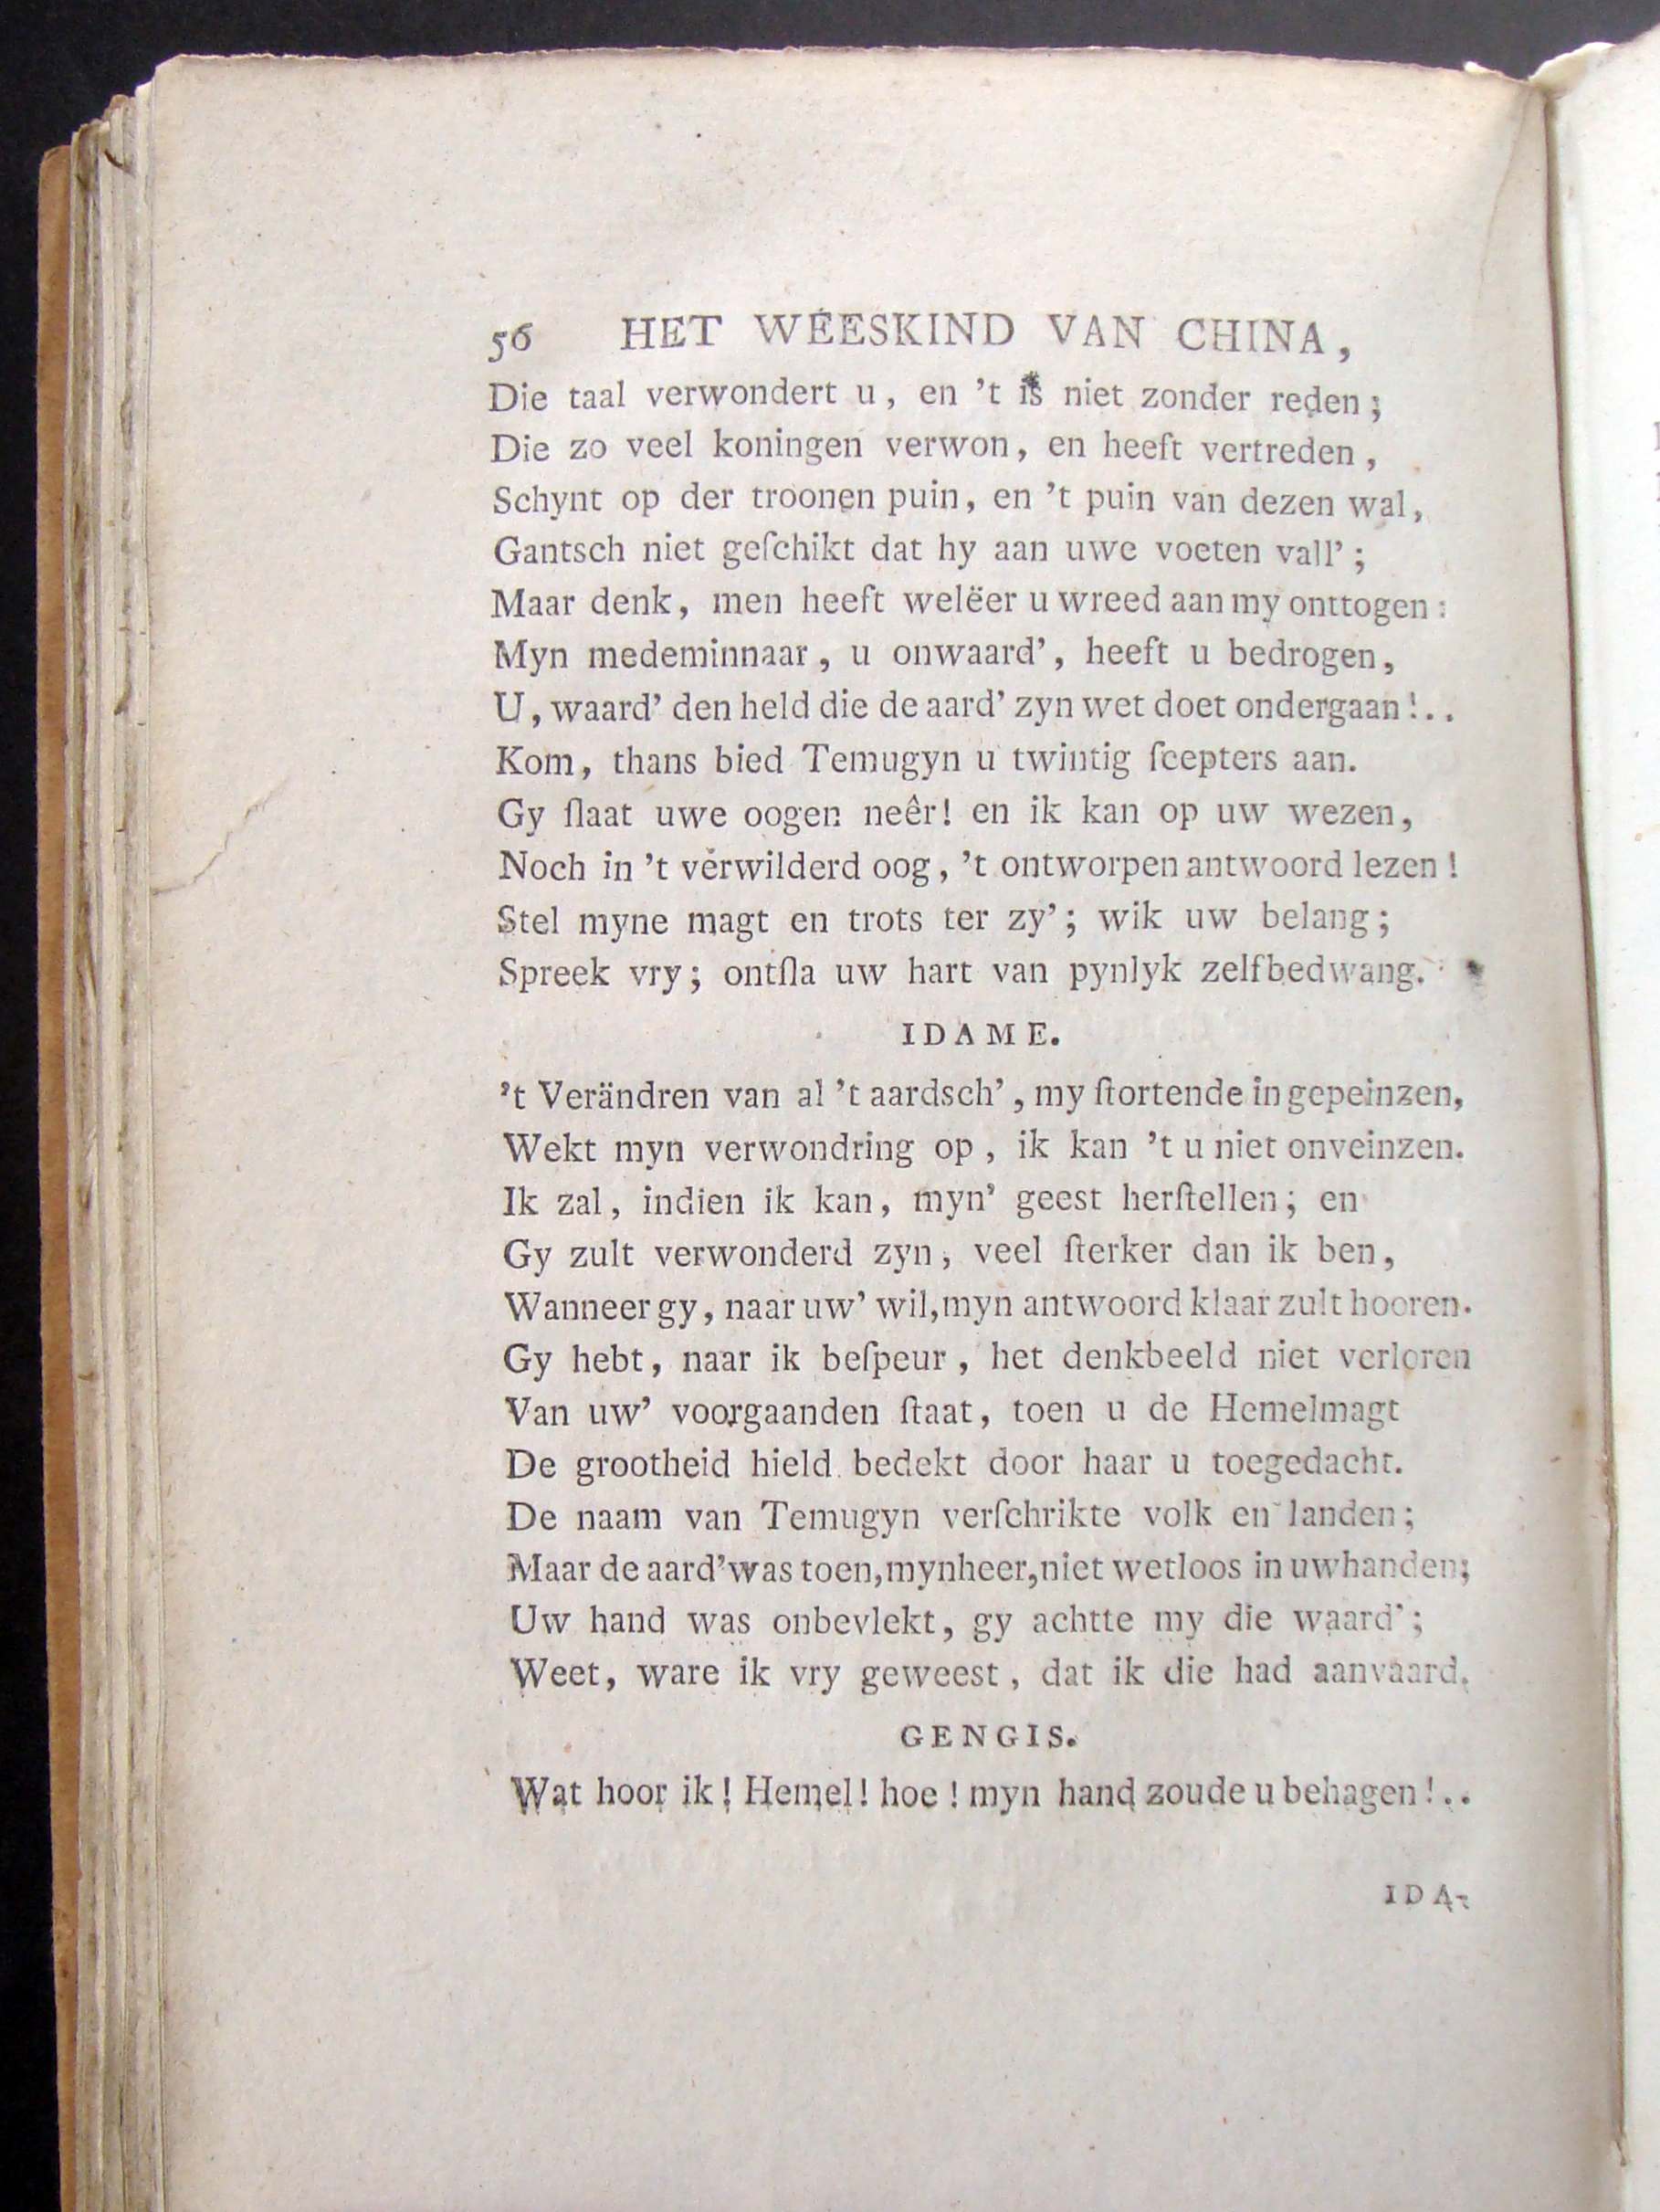 56 HET WÉESKIND VAN CHINA,
Die taal verwondert u, en 't is niet zonder reden;
Die zo veel koningen verwon, en heeft vertreden,
Schynt op der troonen puin, en 't puin van dezen wal,
Gantsch niet geſchikt dat hy aan uwe voeten vall';
Maar denk, men heeft welëer u wreed aan my onttogen:
Myn medeminnaar, u onwaard', heeft u bedrogen,
U, waard' den held die de aard' zyn wet doet ondergaan!..
Kom, thans bied Temugyn u twintig ſcepters aan.
Gy ſlaat uwe oogen neêr! en ik kan op uw wezen,
Noch in 't verwilderd oog, 't ontworpen antwoord lezen!
Stel myne magt en trots ter zy'; wik uw belang;
Spreek vry; ontſla uw hart van pynlyk zelfbedwang.
IDAME.
't Verändren van al 't aardsch', my ſtortende in gepeinzen,
Wekt myn verwondring op, ik kan 't u niet onveinzen.
Ik zal, indien ik kan, myn' geest herſtellen; en
Gy zult verwonderd zyn, veel ſterker dan ik ben,
Wanneer gy, naar uw' wil, myn antwoord klaar zult hooren.
Gy hebt, naar ik beſpeur, het denkbeeld niet verloren
Van uw' voorgaanden ſtaat, toen u de Hemelmagt
De grootheid hield bedekt door haar u toegedacht.
De naam van Temugyn verſchrikte volk en landen;
Maar de aard' was toen, mynheer, niet wetloos in uw handen;
Uw hand was onbevlekt, gy achtte my die waard';
Weet, ware ik vry geweest, dat ik die had aanvaard.
GENGIS.
Wat hoor ik! Hemel! hoe! myn hand zoude u behagen!..
IDA-